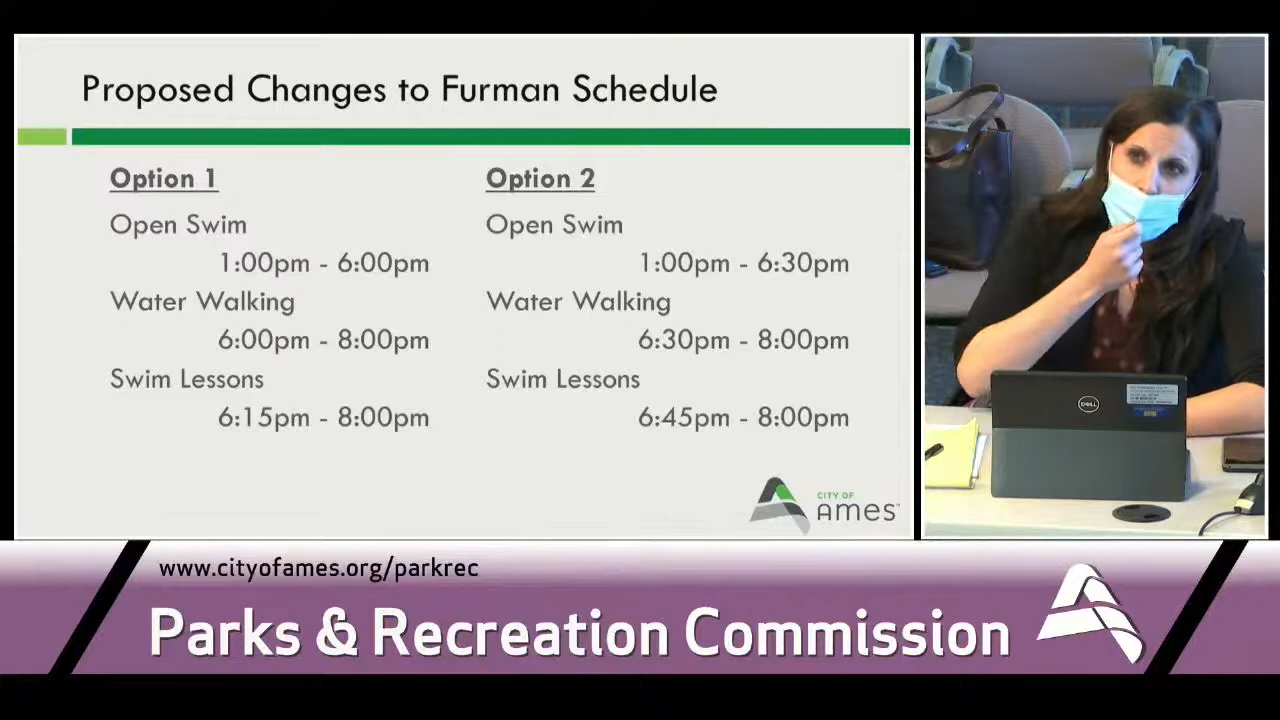 Proposed Changes to Furman Schedule
Option 1
Open Swim
1:00pm - 6:00pm
Water Walking
6:00pm - 8:00pm
Swim Lessons
6:15pm - 8:00pm
Option 2
Open Swim
1:00pm - 6:30pm
Water Walking
6:30pm - 8:00pm
Swim Lessons
6:45pm - 8:00pm
CITY OF
AMES™
DELL
www.cityofames.org/parkrec
Parks & Recreation Commission